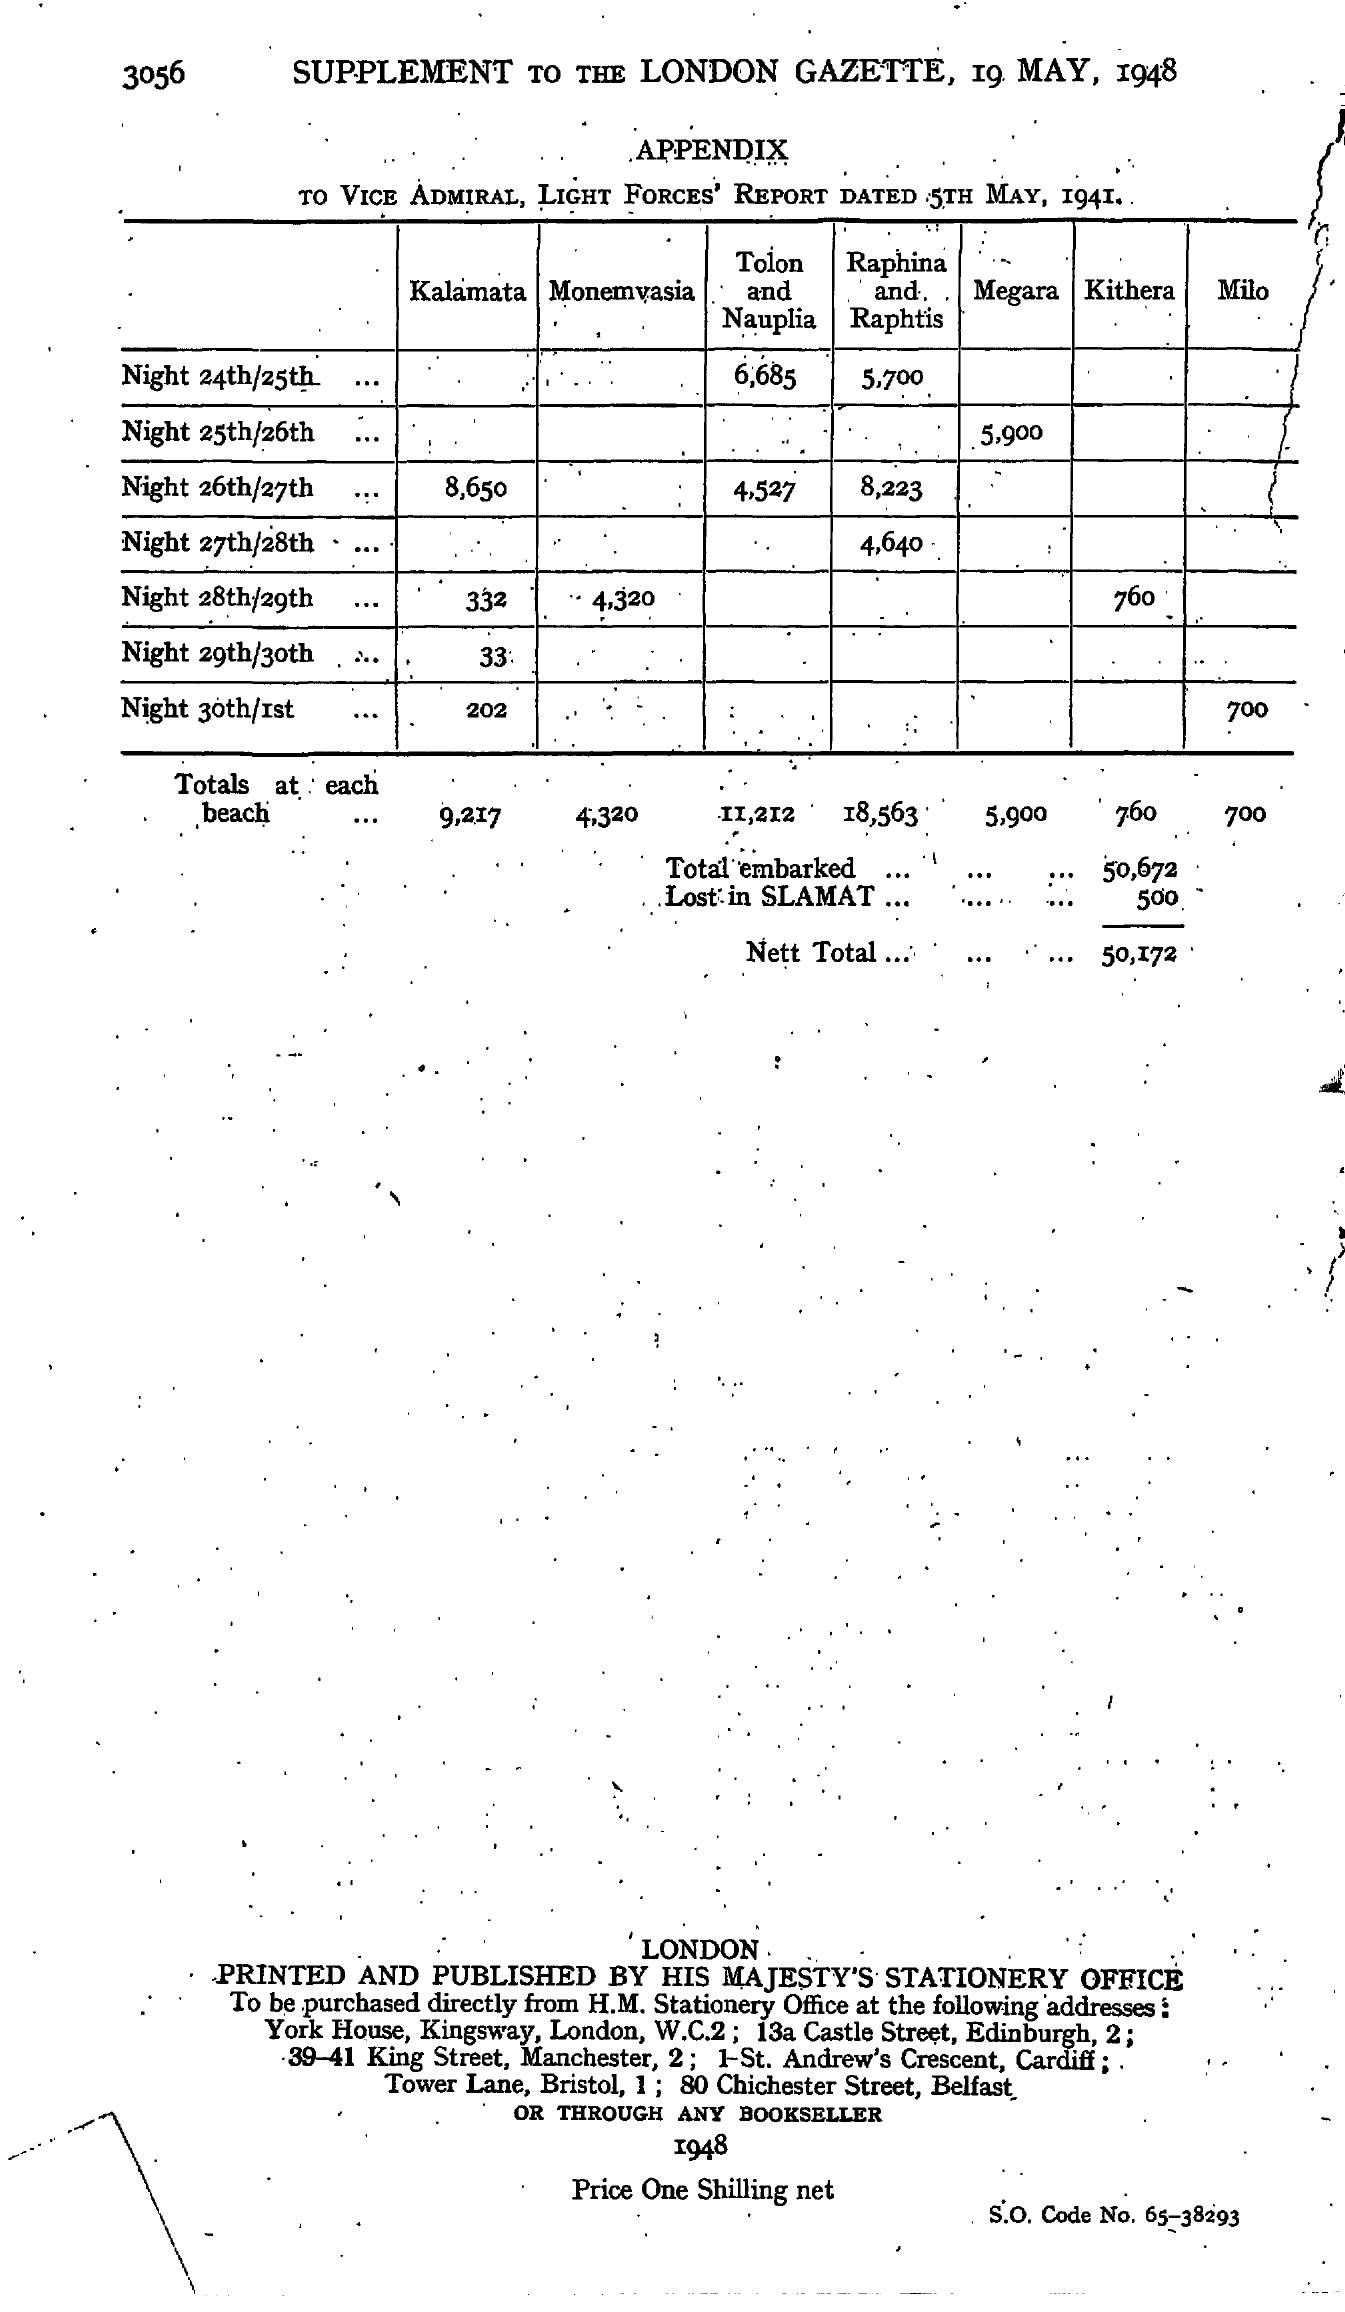 3056 SUPPLEMENT TO THE LONDON GAZETTE, 19 MAY, 1948
APPENDIX
TO VICE ADMIRAL, LIGHT FORCES' REPORT DATED 5TH MAY, 1941.
Kalamata Monemvasia Tolon and Nauplia Raphina and Raphtis Megara Kithera Milo
Night 24th/25th ... 6,685 5,700
Night 25th/26th ... 5,900
Night 26th/27th ... 8,650 4,527 8,223
Night 27th/28th ... 4,640
Night 28th/29th ... 332 4,320 760
Night 29th/30th ... 33
Night 30th/1st ... 202 700
Totals at each
beach ... 9,217 4,320 11,212 18,563 5,900 760 700
Total embarked ... ... ... 50,672
Lost in SLAMAT ... ... ... 500
Nett Total ... ... ... 50,172
LONDON
PRINTED AND PUBLISHED BY HIS MAJESTY'S STATIONERY OFFICE
To be purchased directly from H.M. Stationery Office at the following addresses:
York House, Kingsway, London, W.C.2; 13a Castle Street, Edinburgh, 2;
39–41 King Street, Manchester, 2; 1 St. Andrew's Crescent, Cardiff;
Tower Lane, Bristol, 1; 80 Chichester Street, Belfast
OR THROUGH ANY BOOKSELLER
1948
Price One Shilling net
S.O. Code No. 65–38293